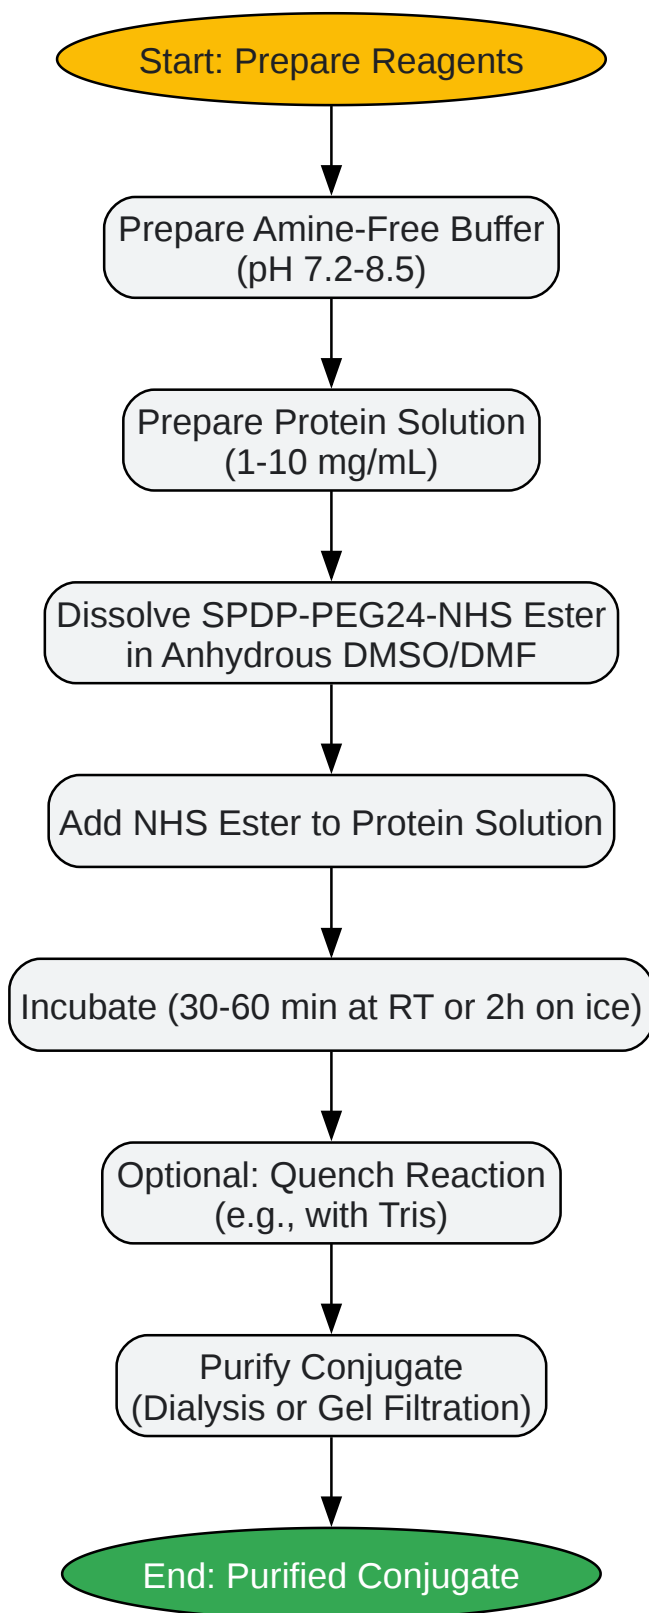 Start: Prepare Reagents
Prepare Amine-Free Buffer
(pH 7.2-8.5)
Prepare Protein Solution
(1-10 mg/mL)
Dissolve SPDP-PEG24-NHS Ester
in Anhydrous DMSO/DMF
Add NHS Ester to Protein Solution
Incubate (30-60 min at RT or 2h on ice)
Optional: Quench Reaction
(e.g., with Tris)
Purify Conjugate
(Dialysis or Gel Filtration)
End: Purified Conjugate